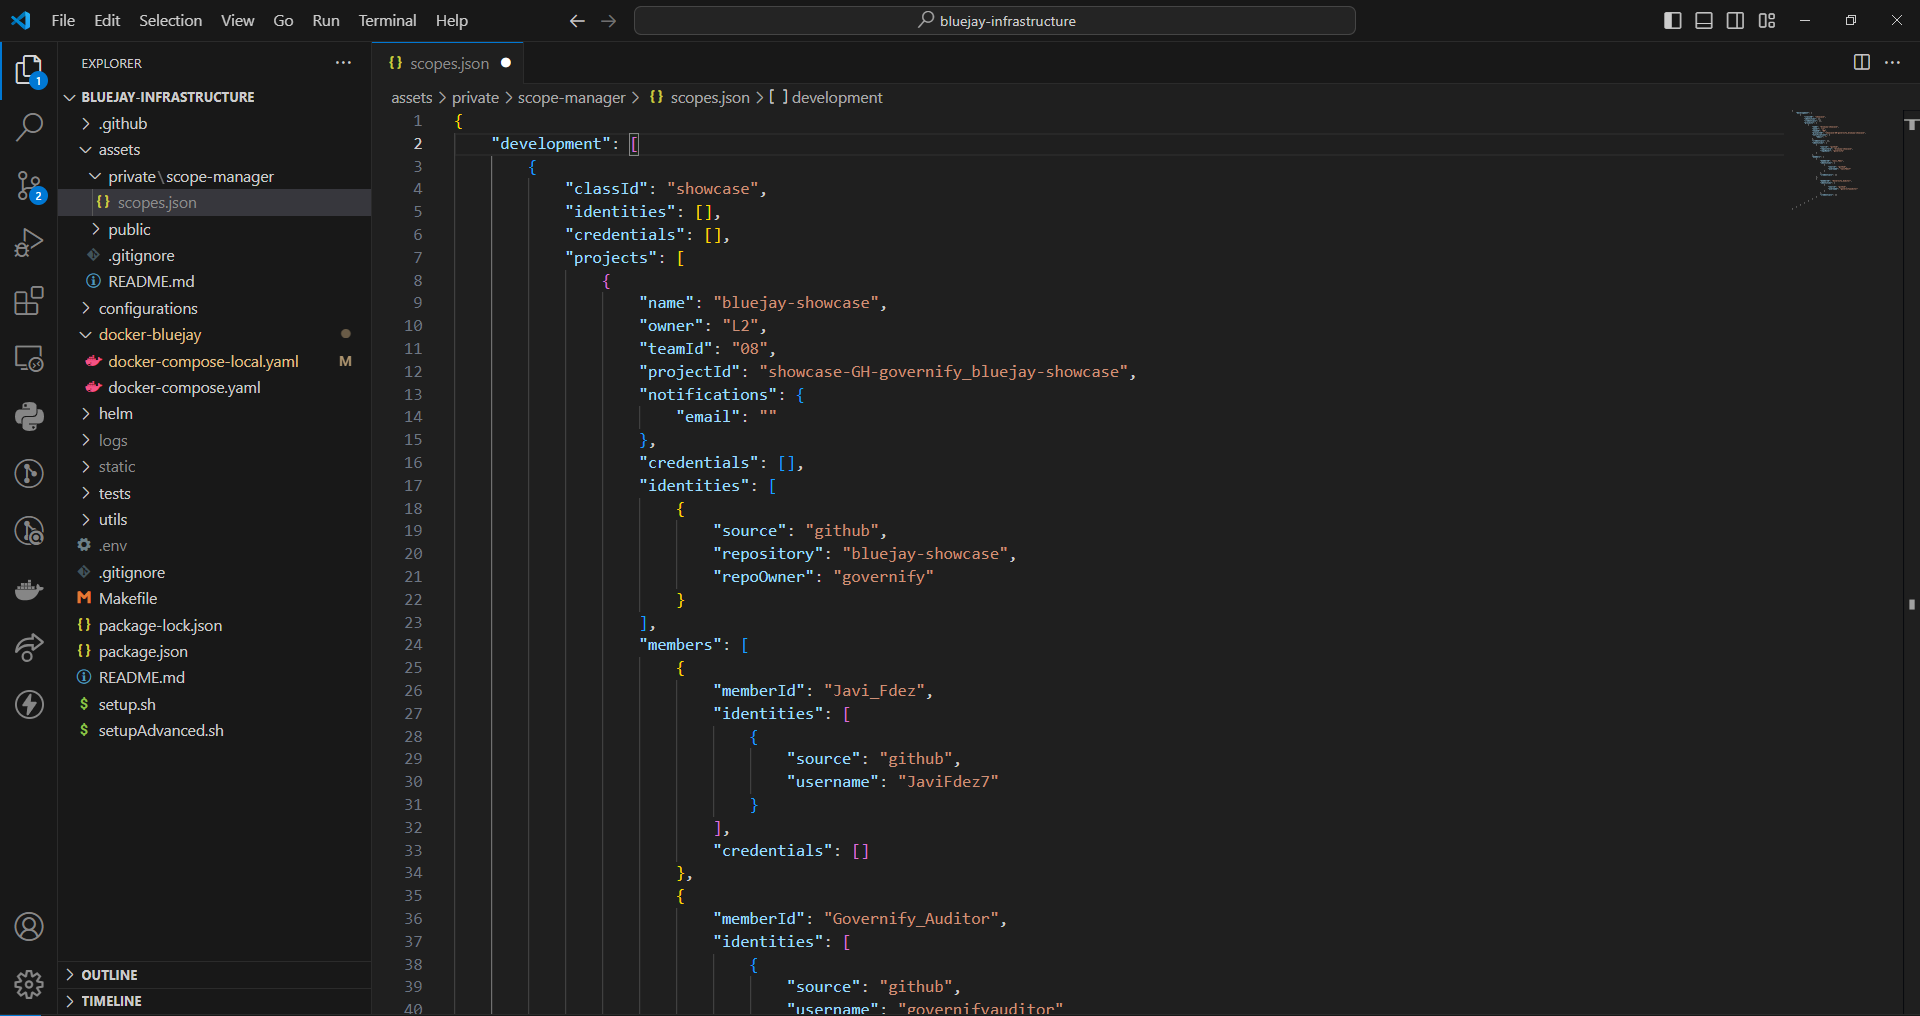 File Edit Selection View Go Run Terminal Help
bluejay-infrastructure
EXPLORER
BLUEJAY-INFRASTRUCTURE
.github
assets
private\scope-manager
scopes.json
public
.gitignore
README.md
configurations
docker-bluejay
docker-compose-local.yaml M
docker-compose.yaml
helm
logs
static
tests
utils
.env
.gitignore
Makefile
package-lock.json
package.json
README.md
setup.sh
setupAdvanced.sh
OUTLINE
TIMELINE
1
2
scopes.json
assets > private > scope-manager > {} scopes.json > [ ] development
1 {
2 "development": [
3 {
4 "classId": "showcase",
5 "identities": [],
6 "credentials": [],
7 "projects": [
8 {
9 "name": "bluejay-showcase",
10 "owner": "L2",
11 "teamId": "08",
12 "projectId": "showcase-GH-governify_bluejay-showcase",
13 "notifications": {
14 "email": ""
15 },
16 "credentials": [],
17 "identities": [
18 {
19 "source": "github",
20 "repository": "bluejay-showcase",
21 "repoOwner": "governify"
22 }
23 ],
24 "members": [
25 {
26 "memberId": "Javi_Fdez",
27 "identities": [
28 {
29 "source": "github",
30 "username": "JaviFdez7"
31 }
32 ],
33 "credentials": []
34 },
35 {
36 "memberId": "Governify_Auditor",
37 "identities": [
38 {
39 "source": "github",
40 "username": "governifyauditor"